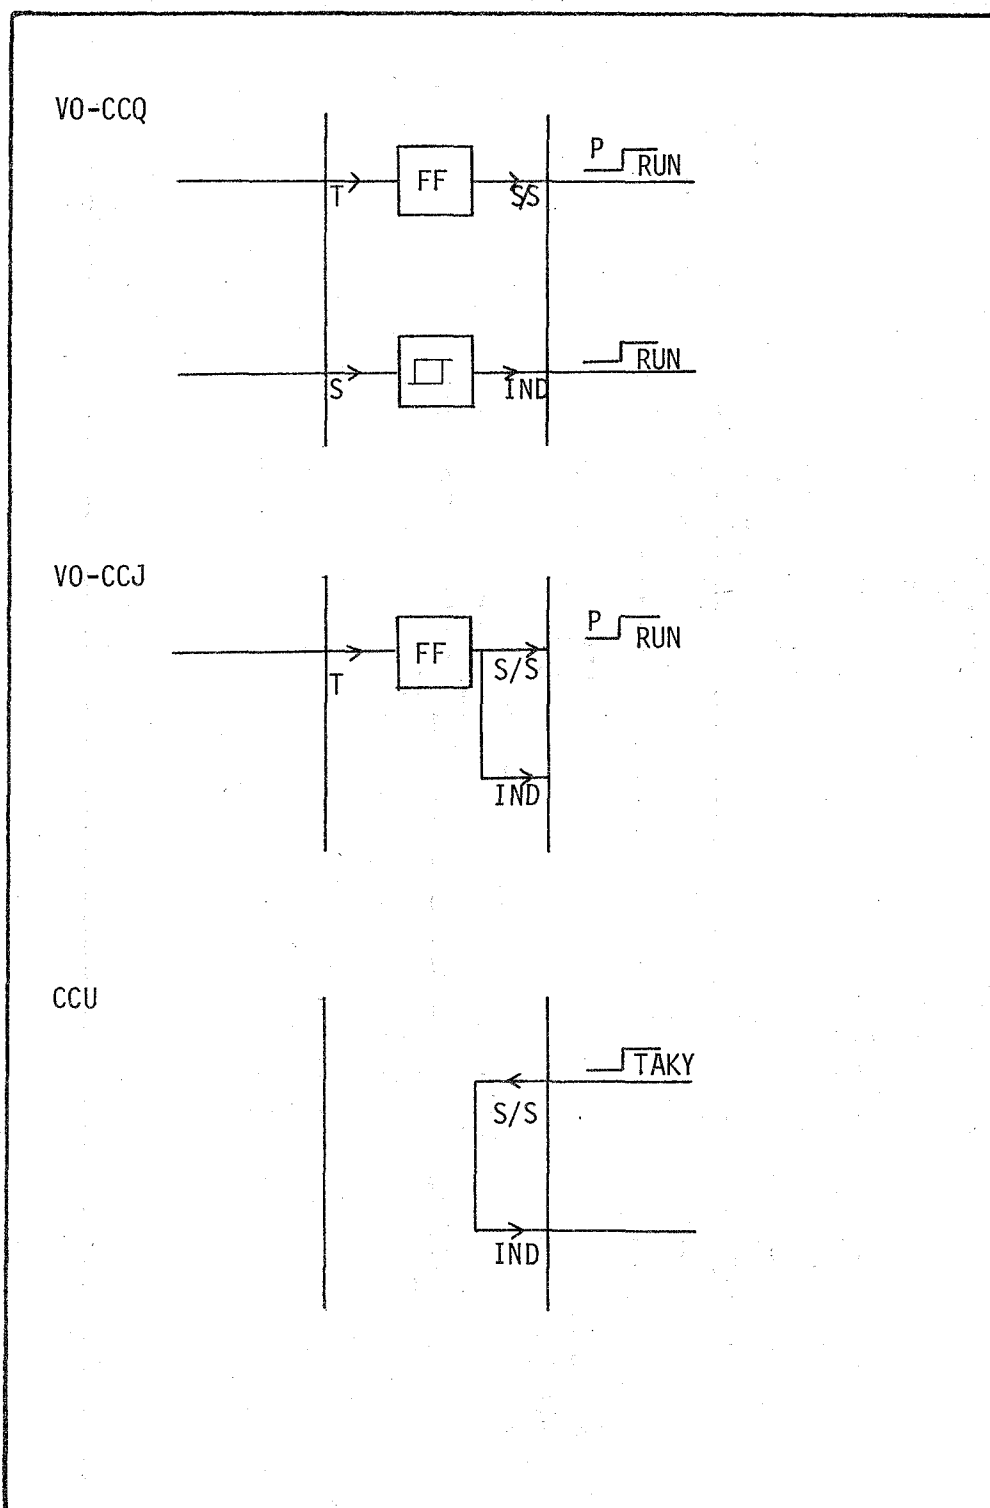 VO-CCQ
P
RUN
FF
T
S/S
RUN
S
IND
VO-CCJ
P
RUN
FF
S/S
T
IND
CCU
TAKY
S/S
IND